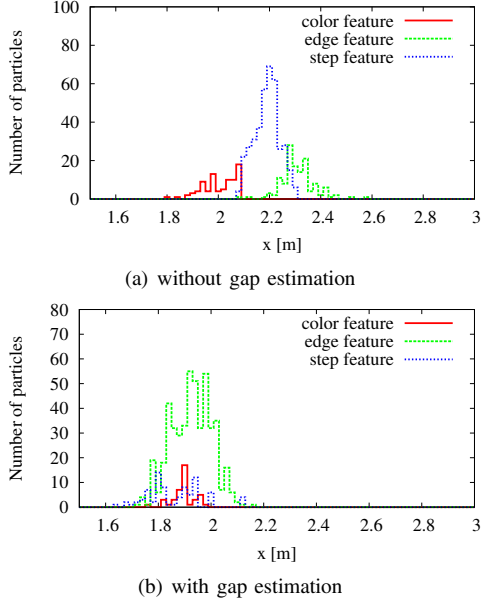 100
80
60
40
20
0
Number of particles
color feature
edge feature
step feature
1.6 1.8 2 2.2 2.4 2.6 2.8 3
x [m]
(a) without gap estimation
80
70
60
50
40
30
20
10
0
Number of particles
color feature
edge feature
step feature
1.6 1.8 2 2.2 2.4 2.6 2.8 3
x [m]
(b) with gap estimation